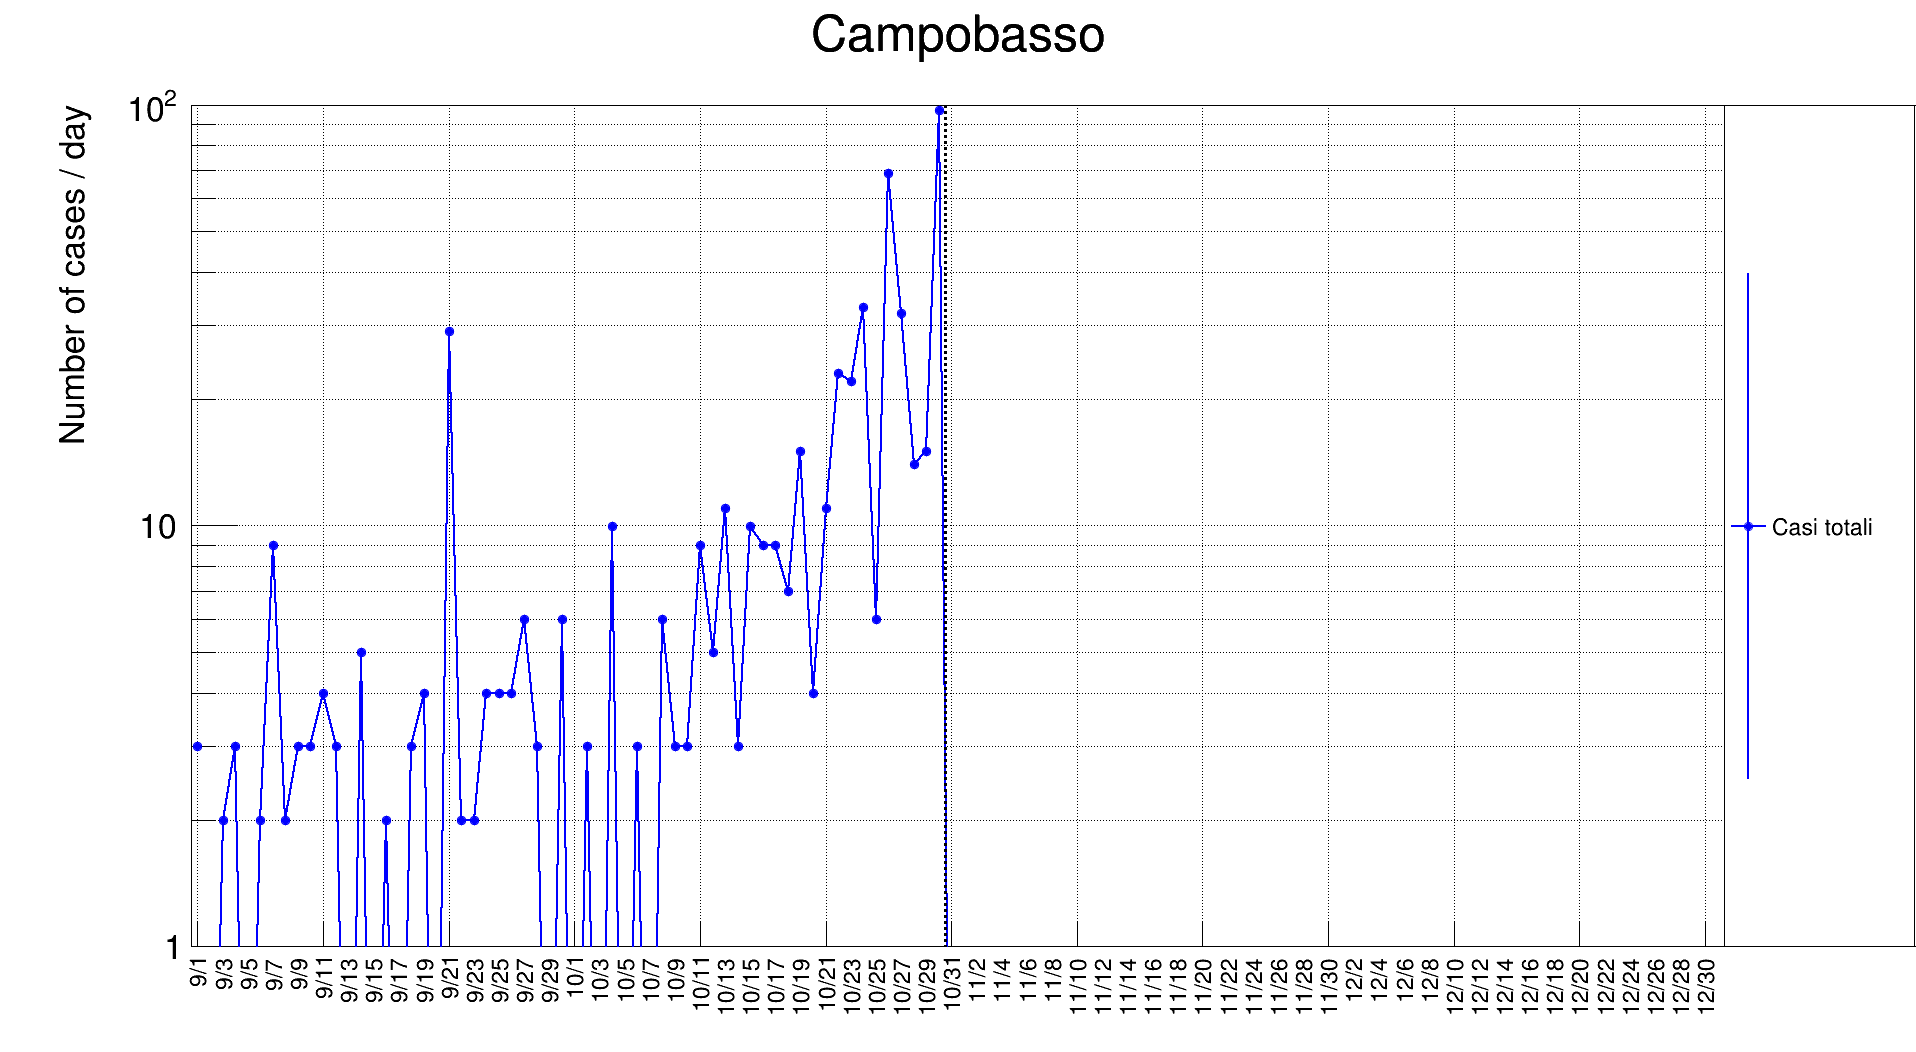 Campobasso
Number of cases / day
10²
10
1
9/1 9/3 9/5 9/7 9/9 9/11 9/13 9/15 9/17 9/19 9/21 9/23 9/25 9/27 9/29 10/1 10/3 10/5 10/7 10/9 10/11 10/13 10/15 10/17 10/19 10/21 10/23 10/25 10/27 10/29 10/31 11/2 11/4 11/6 11/8 11/10 11/12 11/14 11/16 11/18 11/20 11/22 11/24 11/26 11/28 11/30 12/2 12/4 12/6 12/8 12/10 12/12 12/14 12/16 12/18 12/20 12/22 12/24 12/26 12/28 12/30
Casi totali